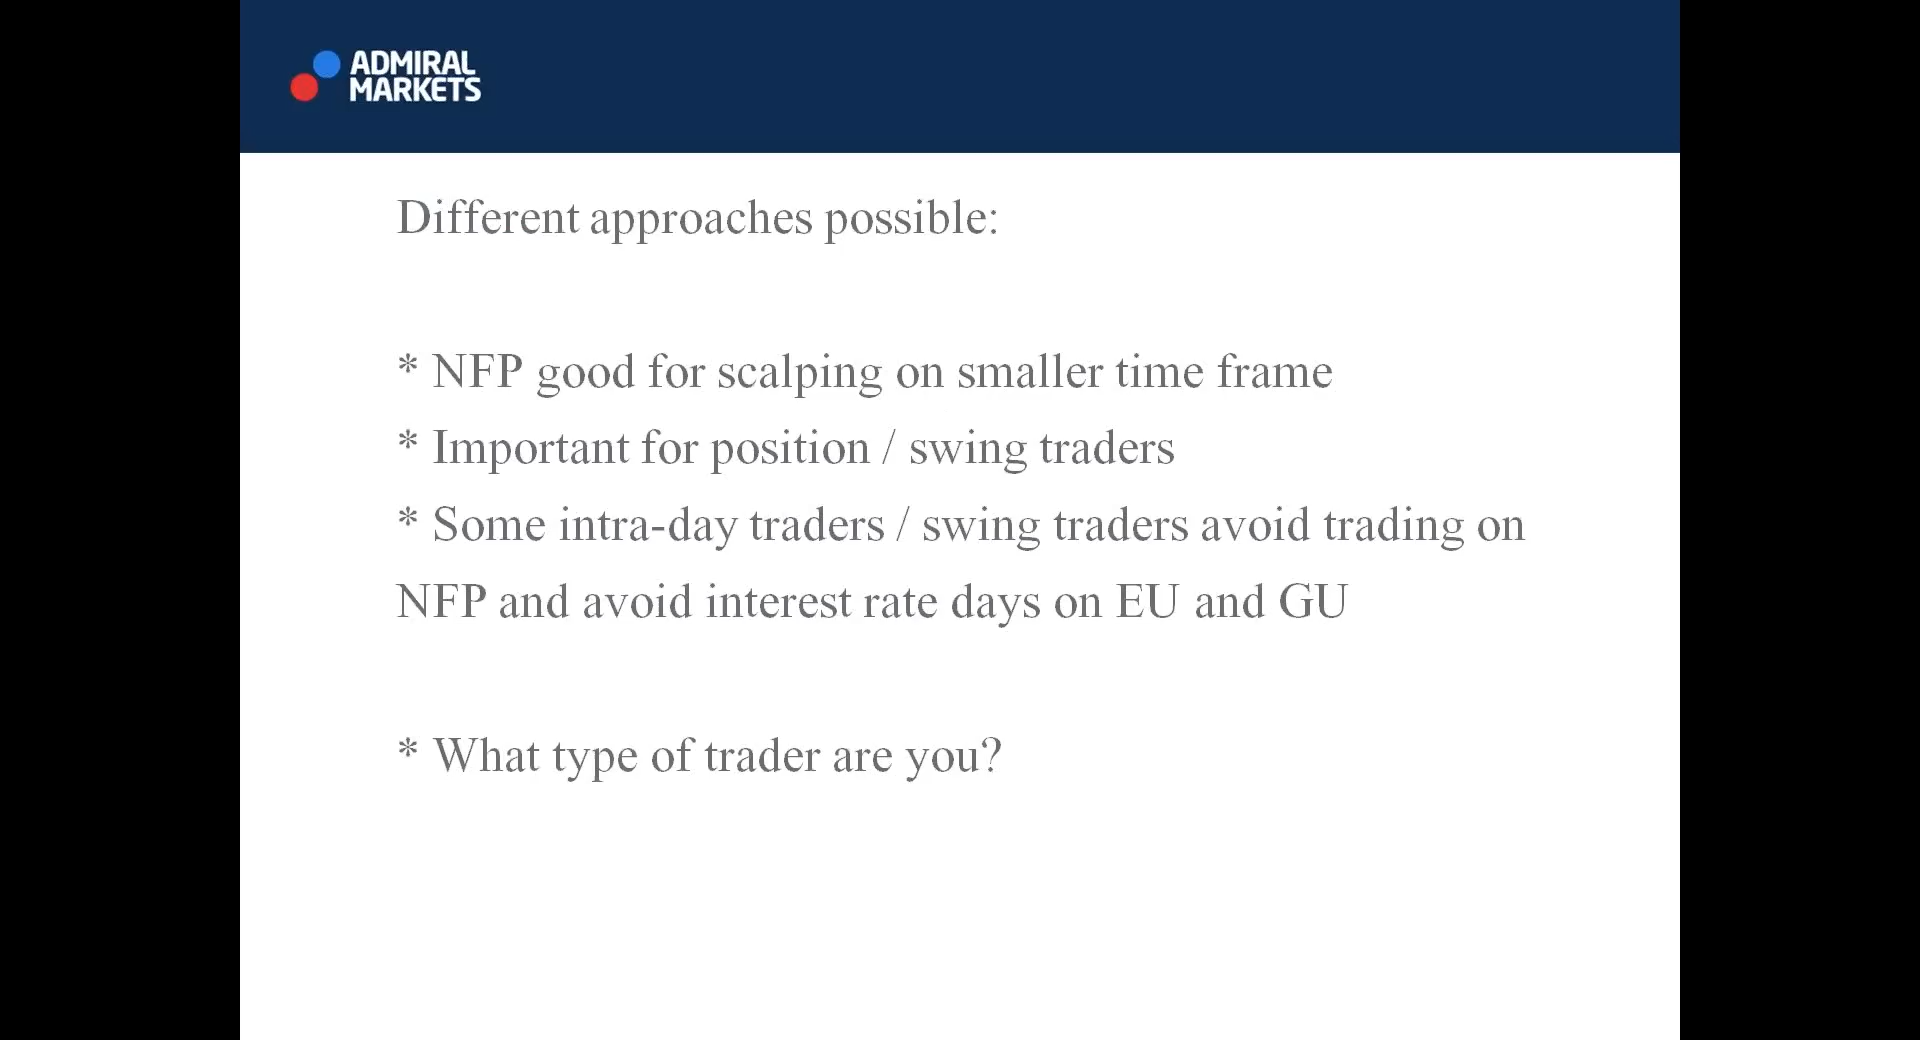 ADMIRAL
MARKETS
Different approaches possible:
* NFP good for scalping on smaller time frame
* Important for position / swing traders
* Some intra-day traders / swing traders avoid trading on
NFP and avoid interest rate days on EU and GU
* What type of trader are you?